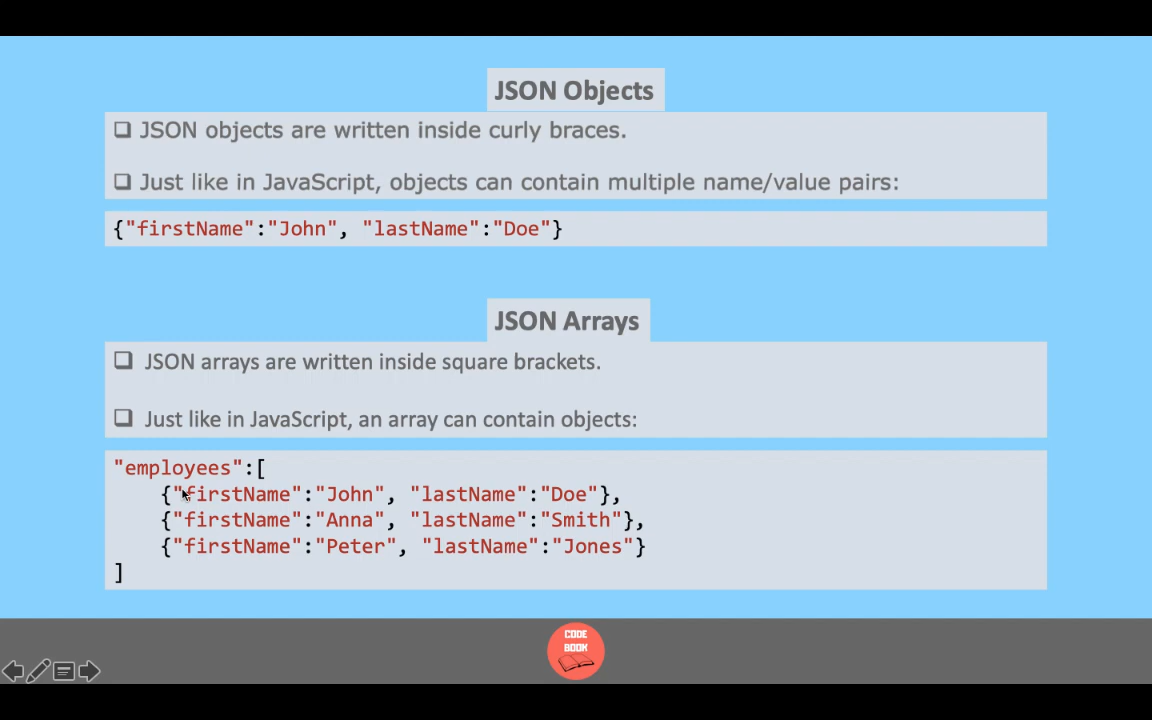 JSON Objects
❑ JSON objects are written inside curly braces.
❑ Just like in JavaScript, objects can contain multiple name/value pairs:
{"firstName":"John", "lastName":"Doe"}
JSON Arrays
❑ JSON arrays are written inside square brackets.
❑ Just like in JavaScript, an array can contain objects:
"employees":[
    {"firstName":"John", "lastName":"Doe"},
    {"firstName":"Anna", "lastName":"Smith"},
    {"firstName":"Peter", "lastName":"Jones"}
]
CODE
BOOK